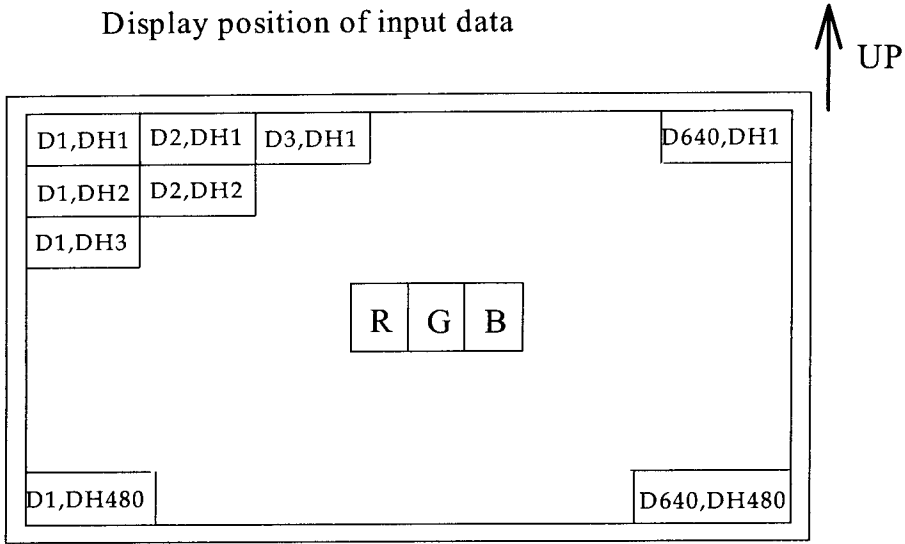 Display position of input data
UP
D1,DH1 D2,DH1 D3,DH1 D640,DH1
D1,DH2 D2,DH2
D1,DH3
R G B
D1,DH480 D640,DH480